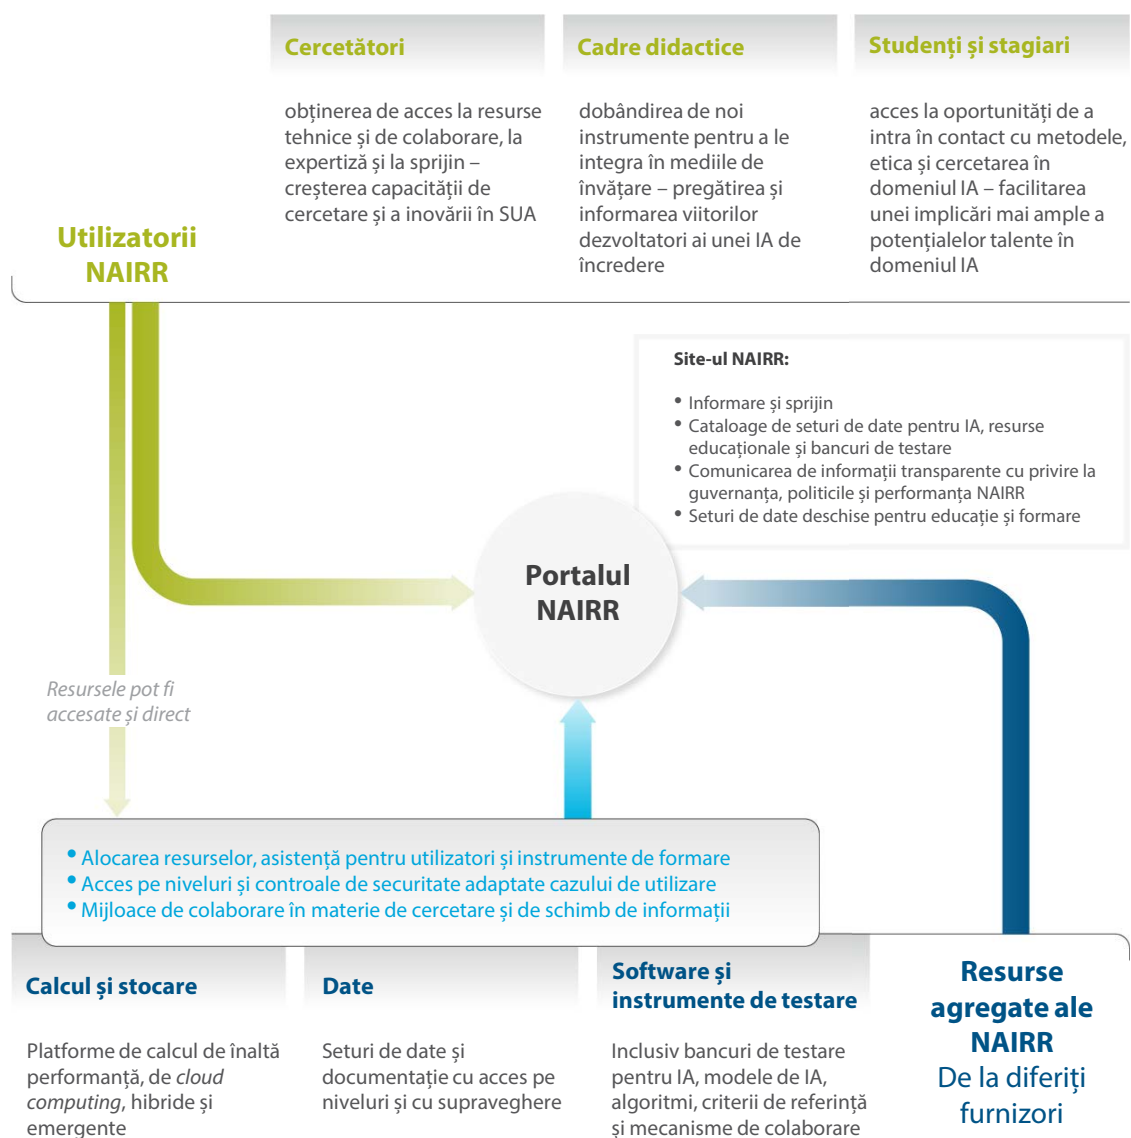 Cercetători
obținerea de acces la resurse
tehnice și de colaborare, la
expertiză și la sprijin –
creșterea capacității de
cercetare și a inovării în SUA
Cadre didactice
dobândirea de noi
instrumente pentru a le
integra în mediile de
învățare – pregătirea și
informarea viitorilor
dezvoltatori ai unei IA de
încredere
Studenți și stagiari
acces la oportunități de a
intra în contact cu metodele,
etica și cercetarea în
domeniul IA – facilitarea
unei implicări mai ample a
potențialelor talente în
domeniul IA
Utilizatorii
NAIRR
Site-ul NAIRR:
• Informare și sprijin
• Cataloage de seturi de date pentru IA, resurse
educaționale și bancuri de testare
• Comunicarea de informații transparente cu privire la
guvernanța, politicile și performanța NAIRR
• Seturi de date deschise pentru educație și formare
Portalul
NAIRR
Resursele pot fi
accesate și direct
• Alocarea resurselor, asistență pentru utilizatori și instrumente de formare
• Acces pe niveluri și controale de securitate adaptate cazului de utilizare
• Mijloace de colaborare în materie de cercetare și de schimb de informații
Calcul și stocare
Platforme de calcul de înaltă
performanță, de cloud
computing, hibride și
emergente
Date
Seturi de date și
documentație cu acces pe
niveluri și cu supraveghere
Software și
instrumente de testare
Inclusiv bancuri de testare
pentru IA, modele de IA,
algoritmi, criterii de referință
și mecanisme de colaborare
Resurse
agregate ale
NAIRR
De la diferiți
furnizori